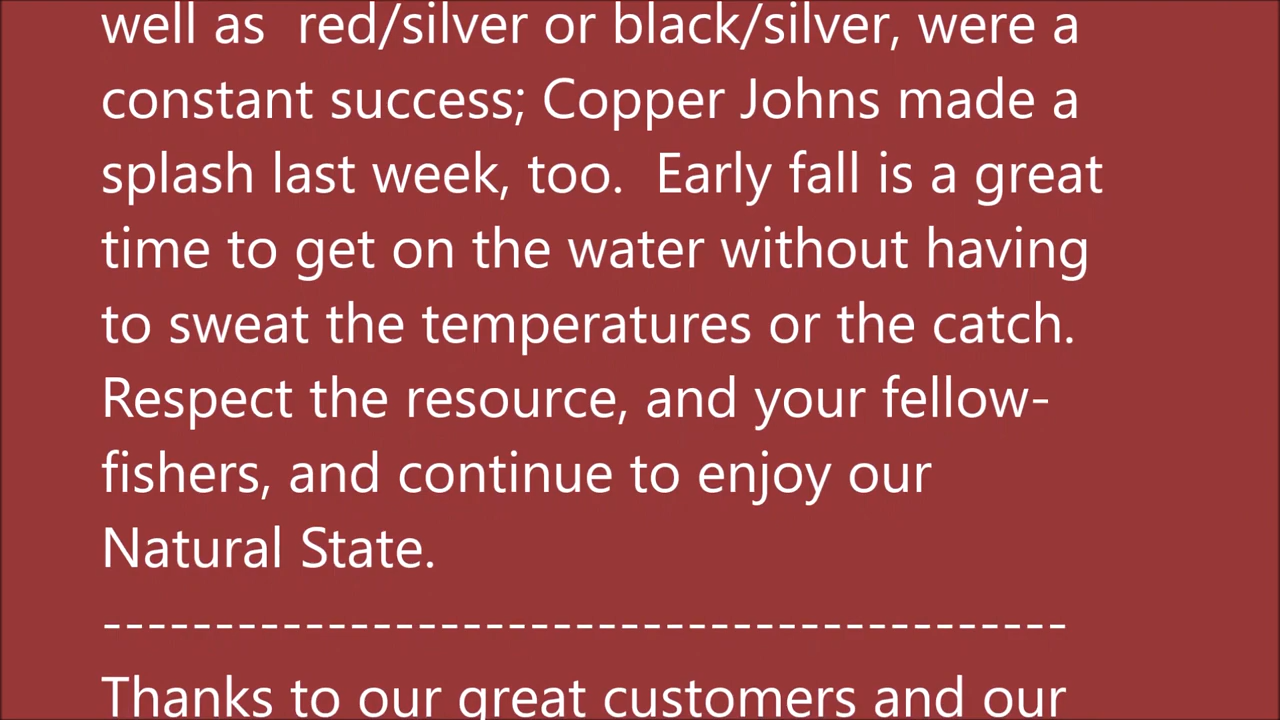 well as  red/silver or black/silver, were a
constant success; Copper Johns made a
splash last week, too.  Early fall is a great
time to get on the water without having
to sweat the temperatures or the catch.
Respect the resource, and your fellow-
fishers, and continue to enjoy our
Natural State.
-------------------------------------------
Thanks to our great customers and our